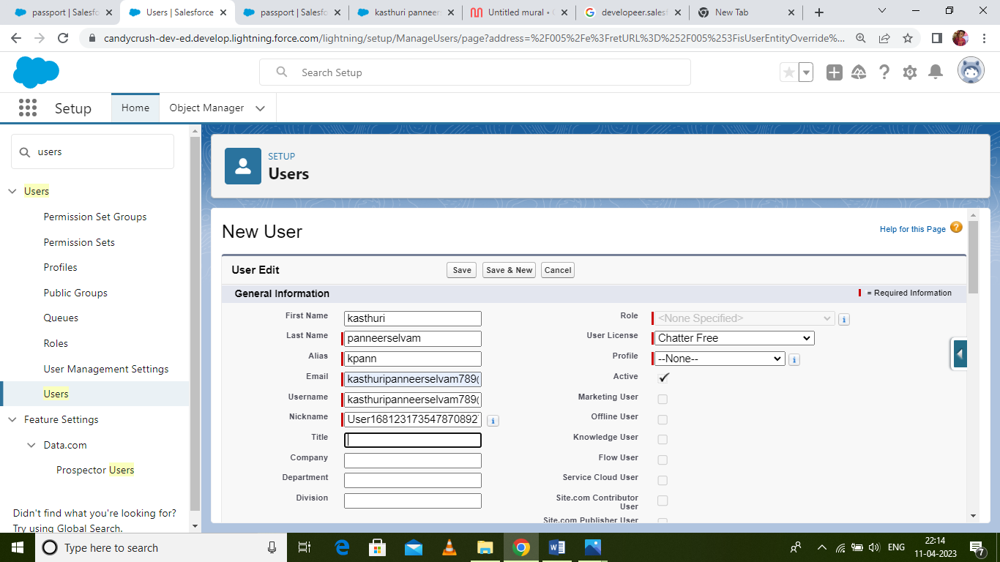 passport | Salesfo
Users | Salesforce
passport | Salesfo
kasthuri panneer
Untitled mural •
developeer.sales
New Tab
candycrush-dev-ed.develop.lightning.force.com/lightning/setup/ManageUsers/page?address=%2F005%2Fe%3FretURL%3D%252F005%253FisUserEntityOverride%...
Search Setup
Setup
Home
Object Manager
users
Users
Permission Set Groups
Permission Sets
Profiles
Public Groups
Queues
Roles
User Management Settings
Users
Feature Settings
Data.com
Prospector Users
Didn't find what you're looking for?
Try using Global Search.
SETUP
Users
New User
Help for this Page
User Edit
Save
Save & New
Cancel
General Information
= Required Information
First Name kasthuri
Last Name panneerselvam
Alias kpann
Email kasthuripanneerselvam789(
Username kasthuripanneerselvam789(
Nickname User1681231735478708927
Title
Company
Department
Division
Role <None Specified>
User License Chatter Free
Profile --None--
Active
Marketing User
Offline User
Knowledge User
Flow User
Service Cloud User
Site.com Contributor
User
Site.com Publisher User
Type here to search
ENG
22:14
11-04-2023
7